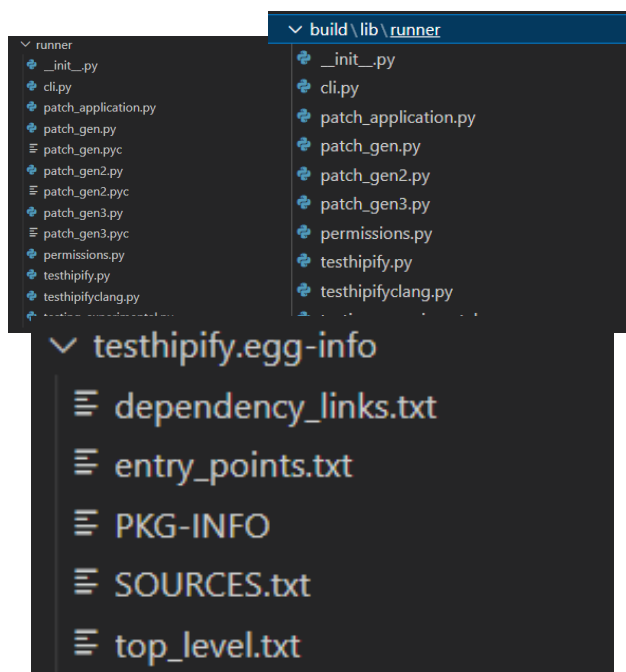 runner
__init__.py
cli.py
patch_application.py
patch_gen.py
patch_gen.pyc
patch_gen2.py
patch_gen2.pyc
patch_gen3.py
patch_gen3.pyc
permissions.py
testhipify.py
testhipifyclang.py
build\lib\runner
__init__.py
cli.py
patch_application.py
patch_gen.py
patch_gen2.py
patch_gen3.py
permissions.py
testhipify.py
testhipifyclang.py
testhipify.egg-info
dependency_links.txt
entry_points.txt
PKG-INFO
SOURCES.txt
top_level.txt